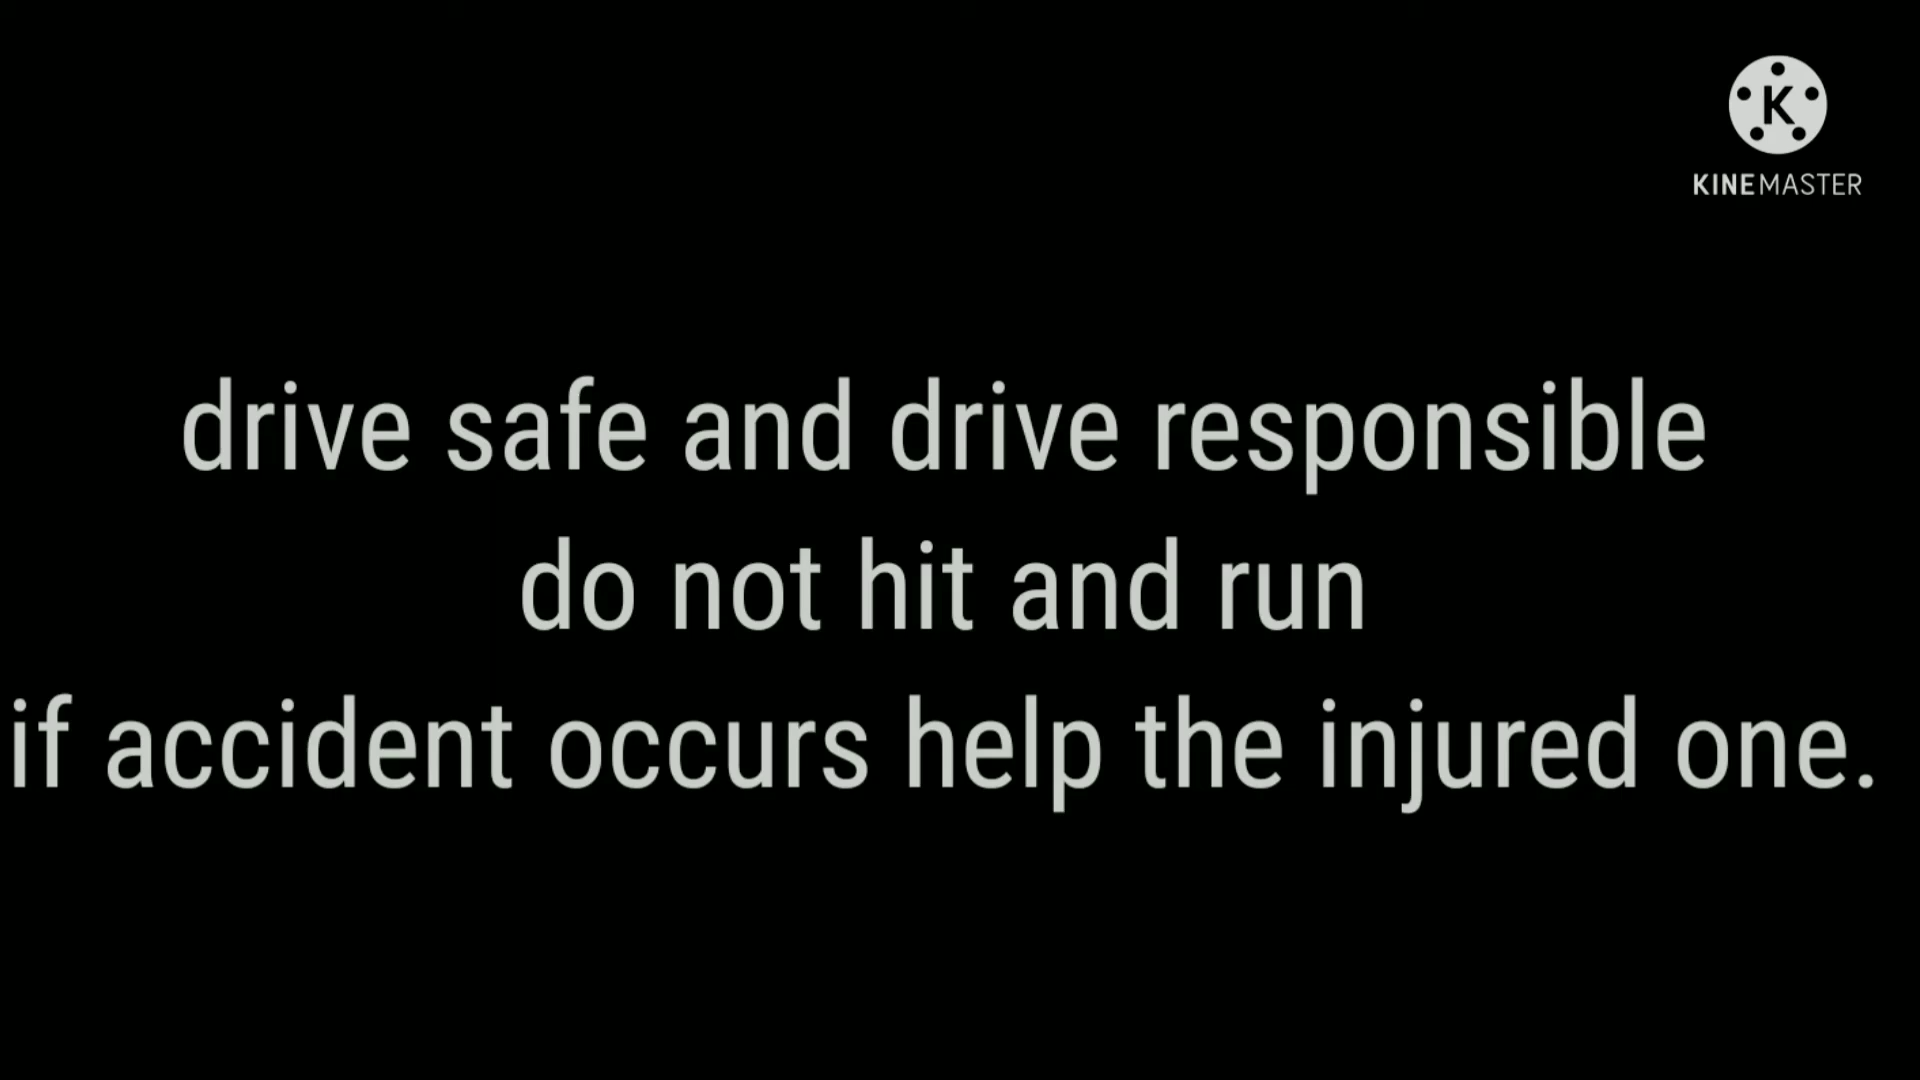 K
KINEMASTER
drive safe and drive responsible
do not hit and run
if accident occurs help the injured one.